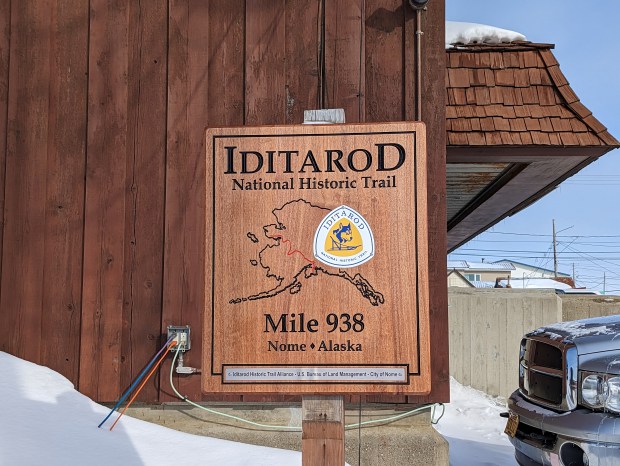 IDITAROD
National Historic Trail
IDITAROD
NATIONAL HISTORIC TRAIL
Mile 938
Nome ♦ Alaska
Iditarod Historic Trail Alliance - U.S. Bureau of Land Management - City of Nome